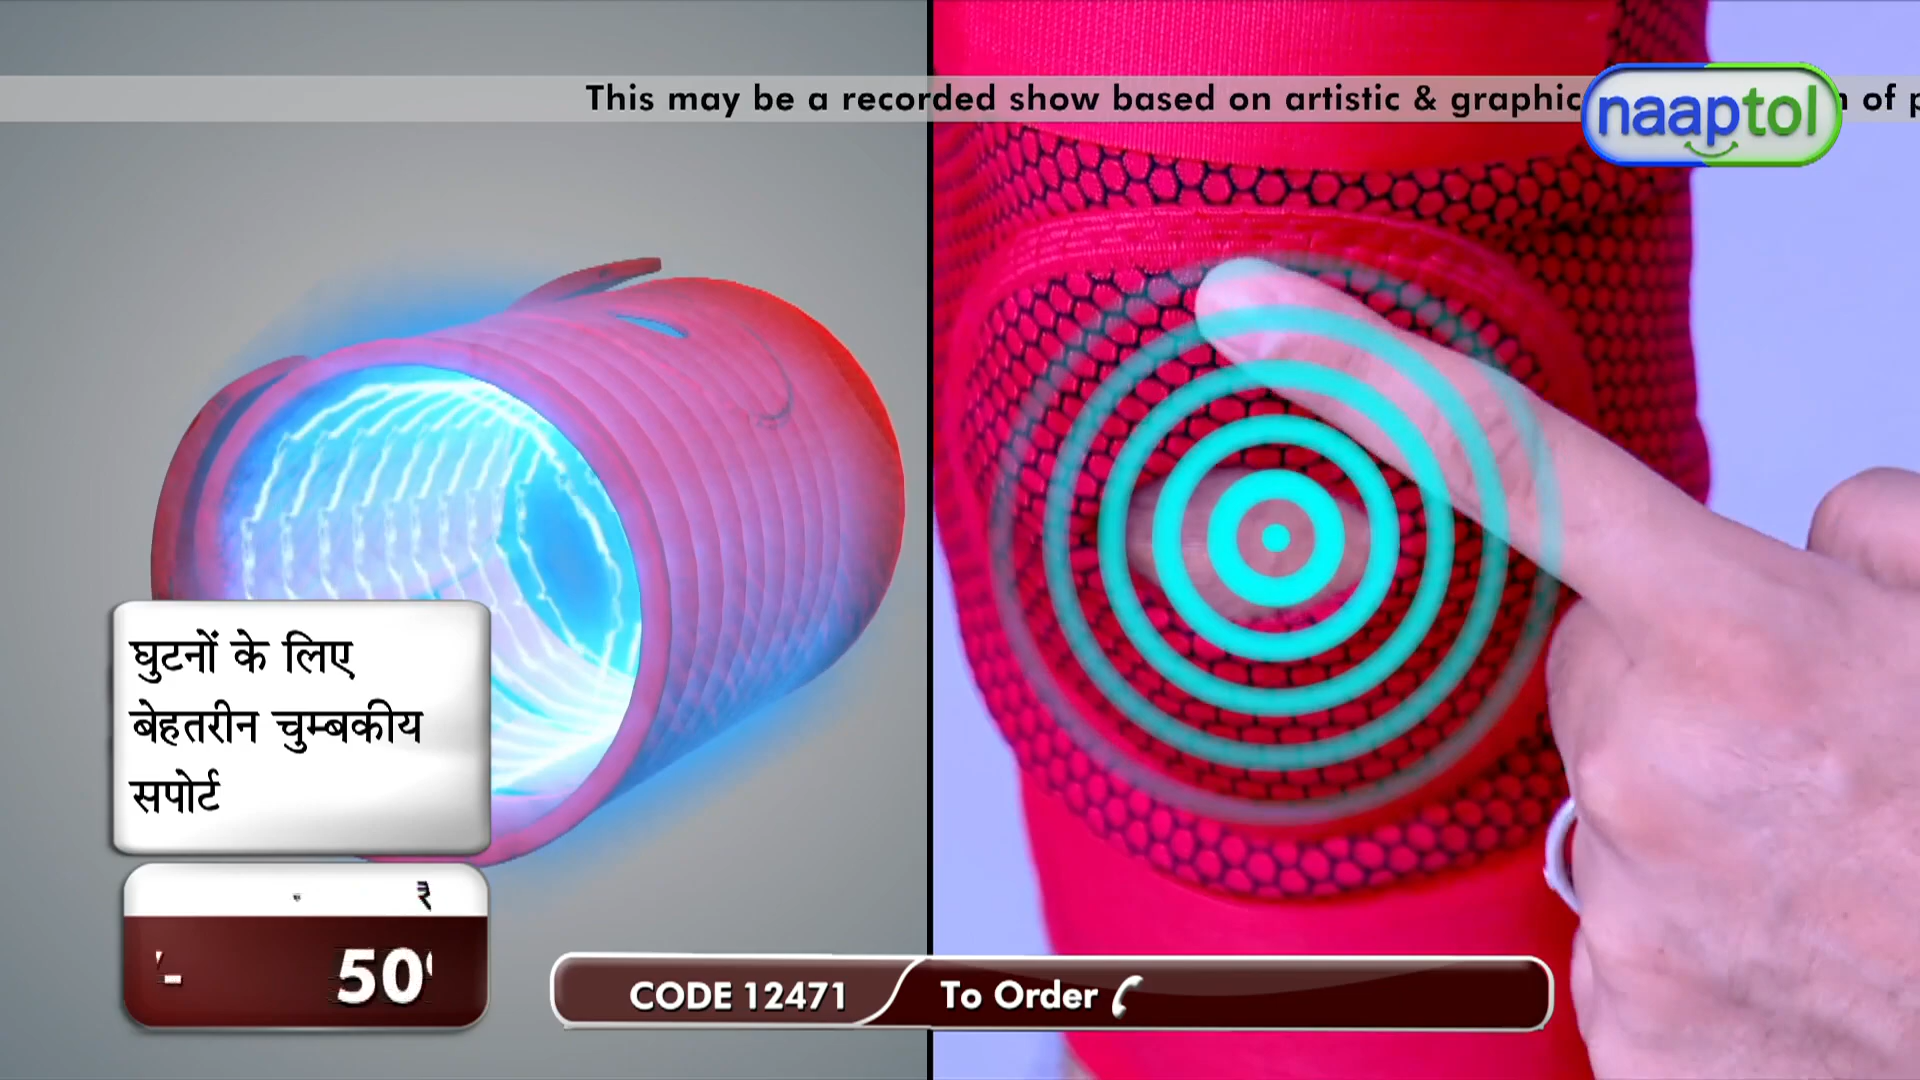 This may be a recorded show based on artistic & graphic of
naaptol
घुटनों के लिए
बेहतरीन चुम्बकीय
सपोर्ट
₹
50
CODE 12471 To Order